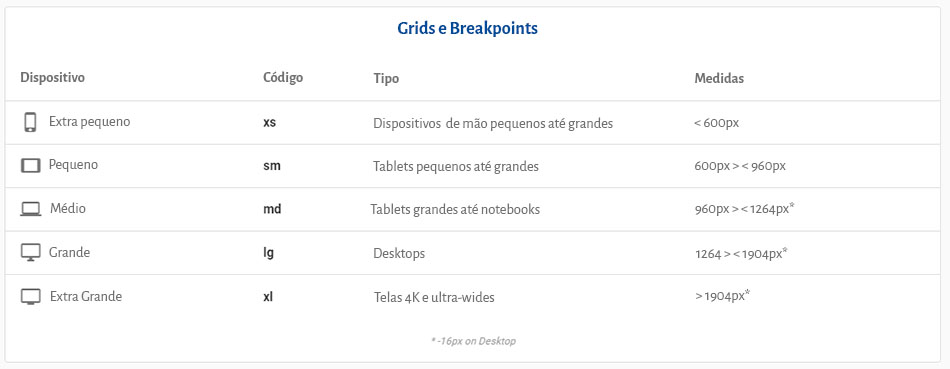 Grids e Breakpoints
Dispositivo Código Tipo Medidas
Extra pequeno xs Dispositivos de mão pequenos até grandes < 600px
Pequeno sm Tablets pequenos até grandes 600px > < 960px
Médio md Tablets grandes até notebooks 960px > < 1264px*
Grande lg Desktops 1264 > < 1904px*
Extra Grande xl Telas 4K e ultra-wides > 1904px*
* -16px on Desktop